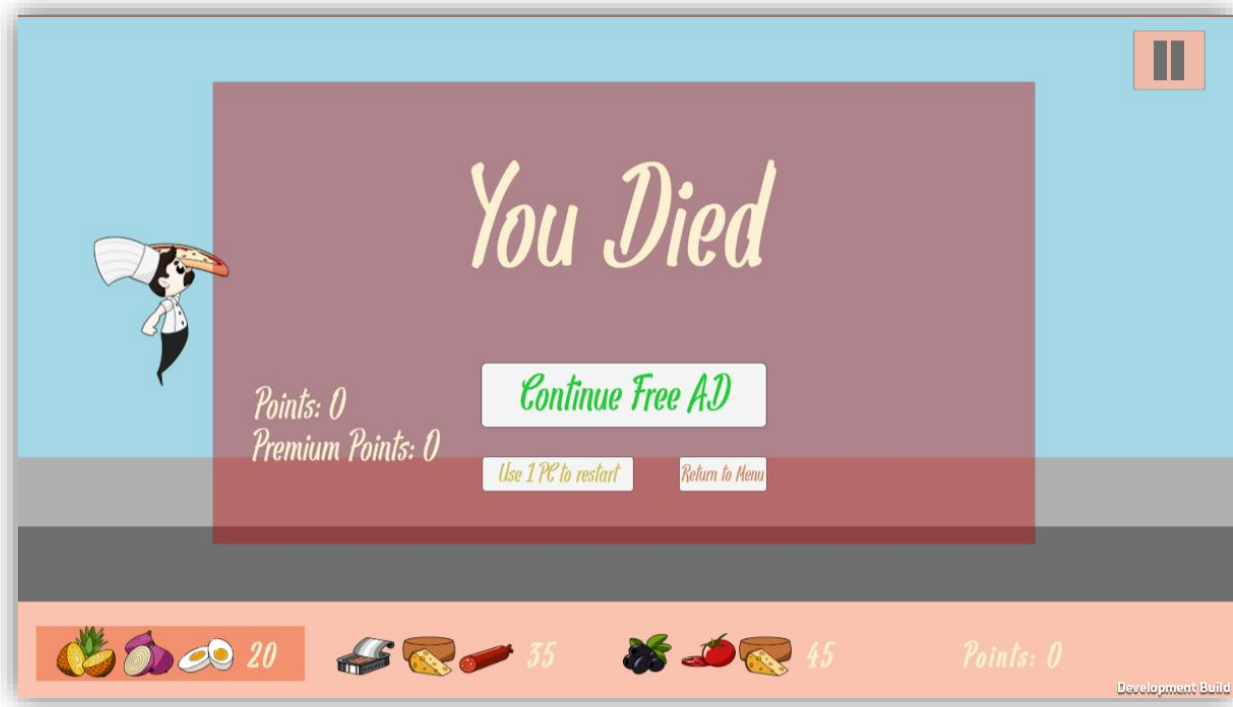 You Died
Continue Free AD
Points: 0
Premium Points: 0
Use 1 PC to restart
Return to Menu
20
35
45
Points: 0
Development Build